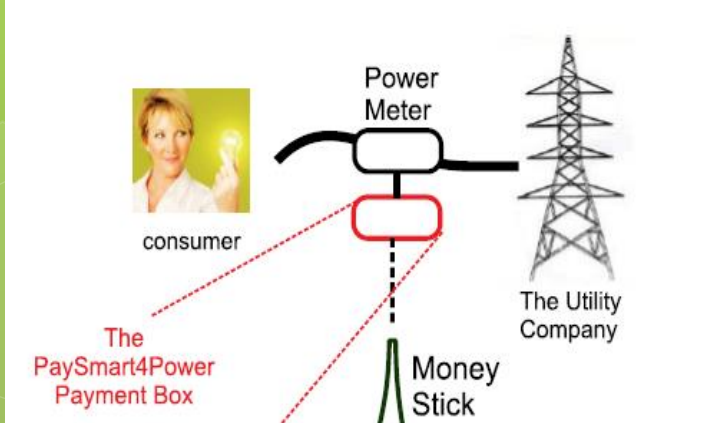 Power
Meter
consumer
The Utility
Company
The
PaySmart4Power
Payment Box
Money
Stick